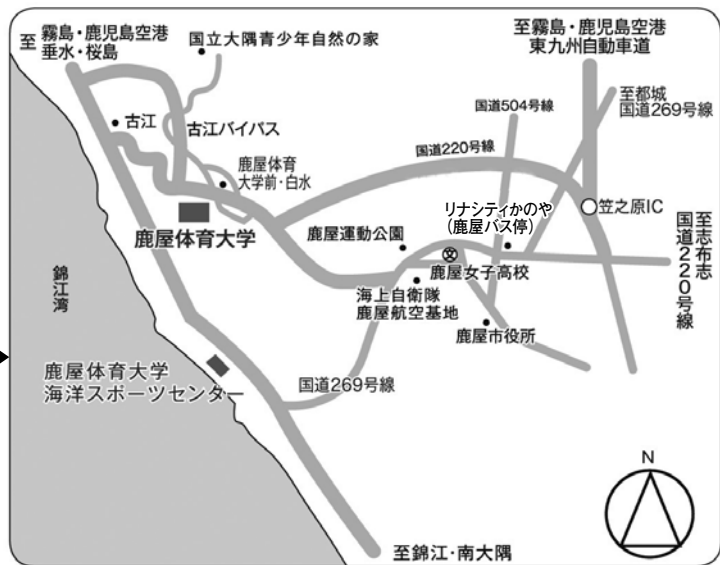 至
霧島・鹿児島空港
垂水・桜島
国立大隅青少年自然の家
至霧島・鹿児島空港
東九州自動車道
至都城
国道269号線
国道504号線
古江
古江バイパス
国道220号線
鹿屋体育
大学前・白水
リナシティかのや
(鹿屋バス停)
笠之原IC
至志布志
国道220号線
鹿屋体育大学
鹿屋運動公園
文
鹿屋女子高校
錦江湾
海上自衛隊
鹿屋航空基地
鹿屋市役所
鹿屋体育大学
海洋スポーツセンター
国道269号線
N
至錦江・南大隅